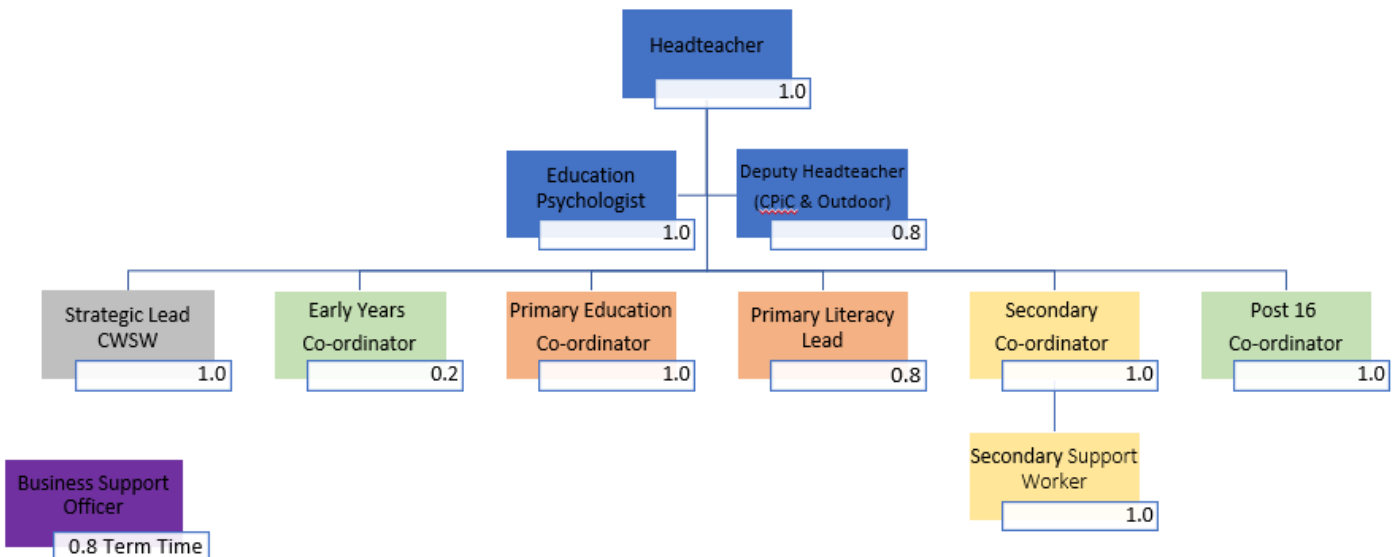 Headteacher
1.0
Education
Psychologist
1.0
Deputy Headteacher
(CPiC & Outdoor)
0.8
Strategic Lead
CWSW
1.0
Early Years
Co-ordinator
0.2
Primary Education
Co-ordinator
1.0
Primary Literacy
Lead
0.8
Secondary
Co-ordinator
1.0
Post 16
Co-ordinator
1.0
Secondary Support
Worker
1.0
Business Support
Officer
0.8 Term Time